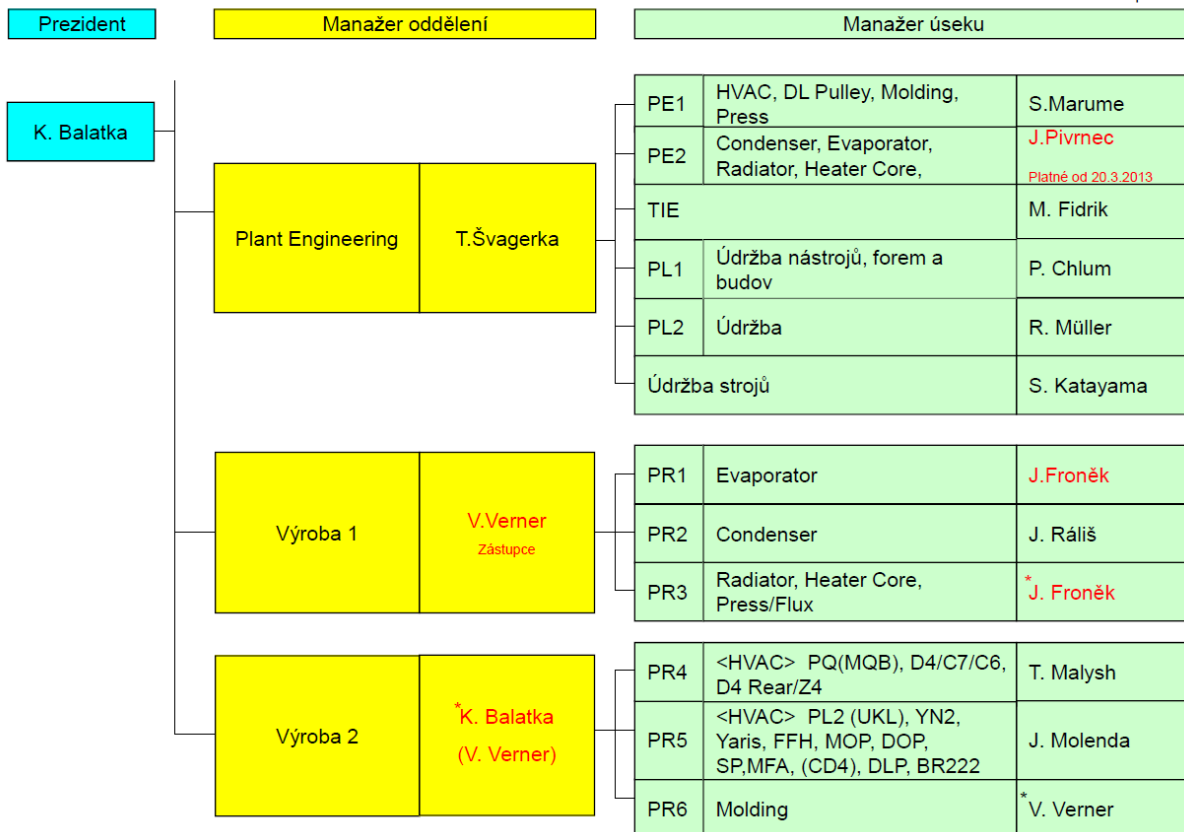 Prezident
Manažer oddělení
Manažer úseku
K. Balatka
Plant Engineering
T.Švagerka
PE1
HVAC, DL Pulley, Molding,
Press
S.Marume
PE2
Condenser, Evaporator,
Radiator, Heater Core,
J.Pivrnec
Platné od 20.3.2013
TIE
M. Fidrik
PL1
Údržba nástrojů, forem a
budov
P. Chlum
PL2
Údržba
R. Müller
Údržba strojů
S. Katayama
Výroba 1
V.Verner
Zástupce
PR1
Evaporator
J.Froněk
PR2
Condenser
J. Ráliš
PR3
Radiator, Heater Core,
Press/Flux
*J. Froněk
Výroba 2
*K. Balatka
(V. Verner)
PR4
<HVAC> PQ(MQB), D4/C7/C6,
D4 Rear/Z4
T. Malysh
PR5
<HVAC> PL2 (UKL), YN2,
Yaris, FFH, MOP, DOP,
SP,MFA, (CD4), DLP, BR222
J. Molenda
PR6
Molding
*V. Verner